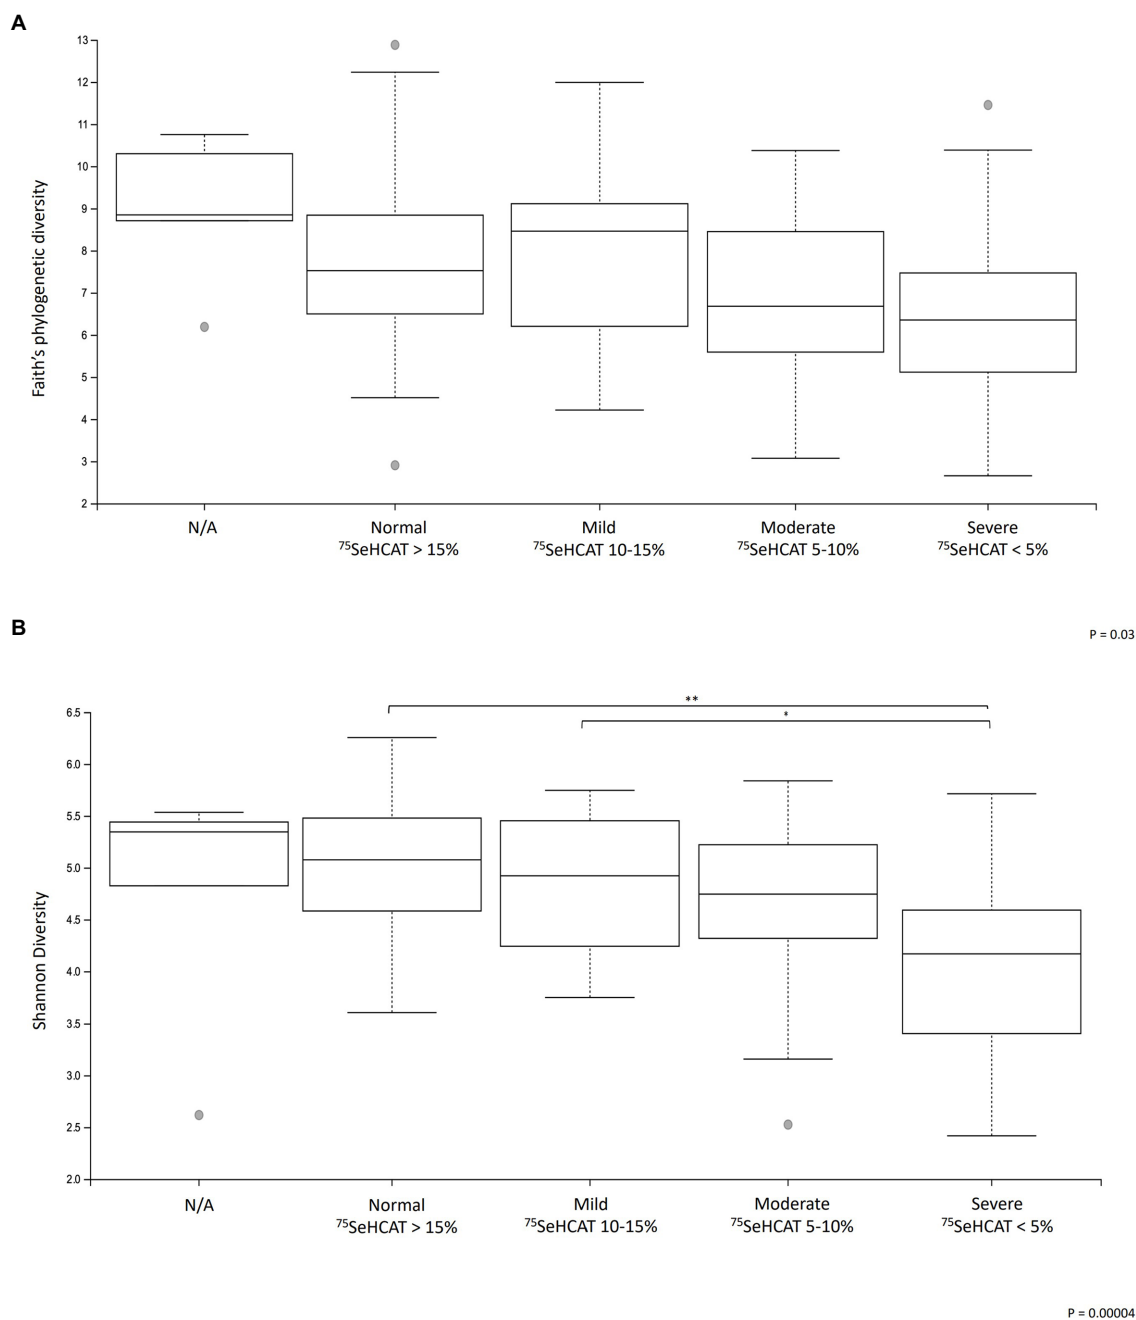 A
13
12
11
10
9
8
7
6
5
4
3
2
Faith's phylogenetic diversity
N/A
Normal
⁷⁵SeHCAT > 15%
Mild
⁷⁵SeHCAT 10-15%
Moderate
⁷⁵SeHCAT 5-10%
Severe
⁷⁵SeHCAT < 5%
P = 0.03
B
**
*
6.5
6.0
5.5
5.0
4.5
4.0
3.5
3.0
2.5
2.0
Shannon Diversity
N/A
Normal
⁷⁵SeHCAT > 15%
Mild
⁷⁵SeHCAT 10-15%
Moderate
⁷⁵SeHCAT 5-10%
Severe
⁷⁵SeHCAT < 5%
P = 0.00004